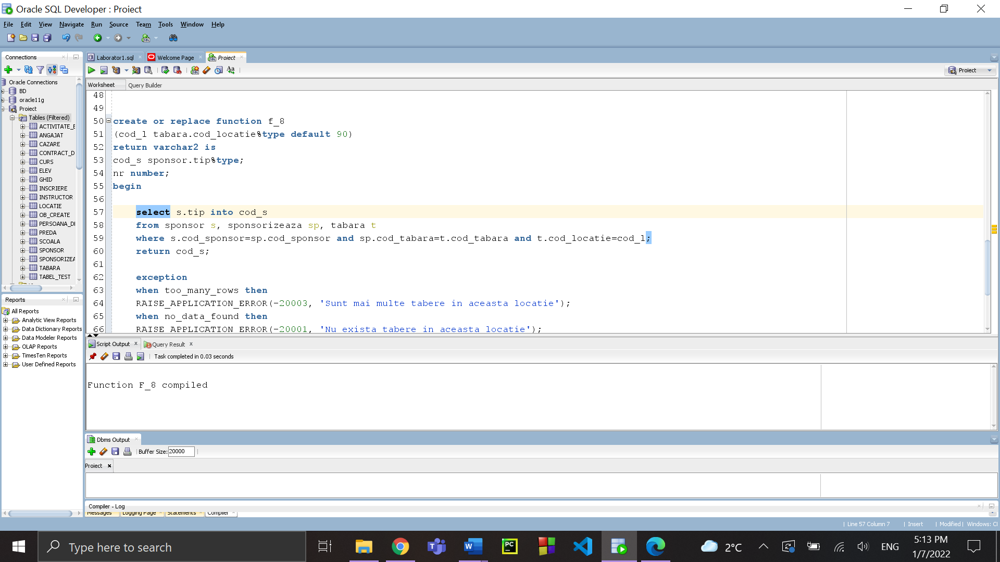 Oracle SQL Developer : Proiect
File Edit View Navigate Run Source Team Tools Window Help
Connections
Laborator1.sql Welcome Page Proiect
Proiect
Worksheet Query Builder
Oracle Connections
BD
oracle11g
Proiect
Tables (Filtered)
ACTIVITATE_E
ANGAJAT
CAZARE
CONTRACT_D
CURS
ELEV
GHID
INSCRIERE
INSTRUCTOR
LOCATIE
OB_CREATE
PERSOANA_DI
PREDA
SCOALA
SPONSOR
SPONSORIZEA
TABARA
TABEL_TEST
48
49
50 create or replace function f_8
51 (cod_l tabara.cod_locatie%type default 90)
52 return varchar2 is
53 cod_s sponsor.tip%type;
54 nr number;
55 begin
56
57 select s.tip into cod_s
58 from sponsor s, sponsorizeaza sp, tabara t
59 where s.cod_sponsor=sp.cod_sponsor and sp.cod_tabara=t.cod_tabara and t.cod_locatie=cod_l;
60 return cod_s;
61
62 exception
63 when too_many_rows then
64 RAISE_APPLICATION_ERROR(-20003, 'Sunt mai multe tabere in aceasta locatie');
65 when no_data_found then
66 RAISE_APPLICATION_ERROR(-20001, 'Nu exista tabere in aceasta locatie');
Reports
All Reports
Analytic View Reports
Data Dictionary Reports
Data Modeler Reports
OLAP Reports
TimesTen Reports
User Defined Reports
Script Output Query Result
Task completed in 0.03 seconds
Function F_8 compiled
Dbms Output
Buffer Size: 20000
Proiect
Compiler - Log
Messages Logging Page Statements Compiler
Line 57 Column 7 Insert Modified Windows: C
Type here to search
2°C ENG
5:13 PM
1/7/2022